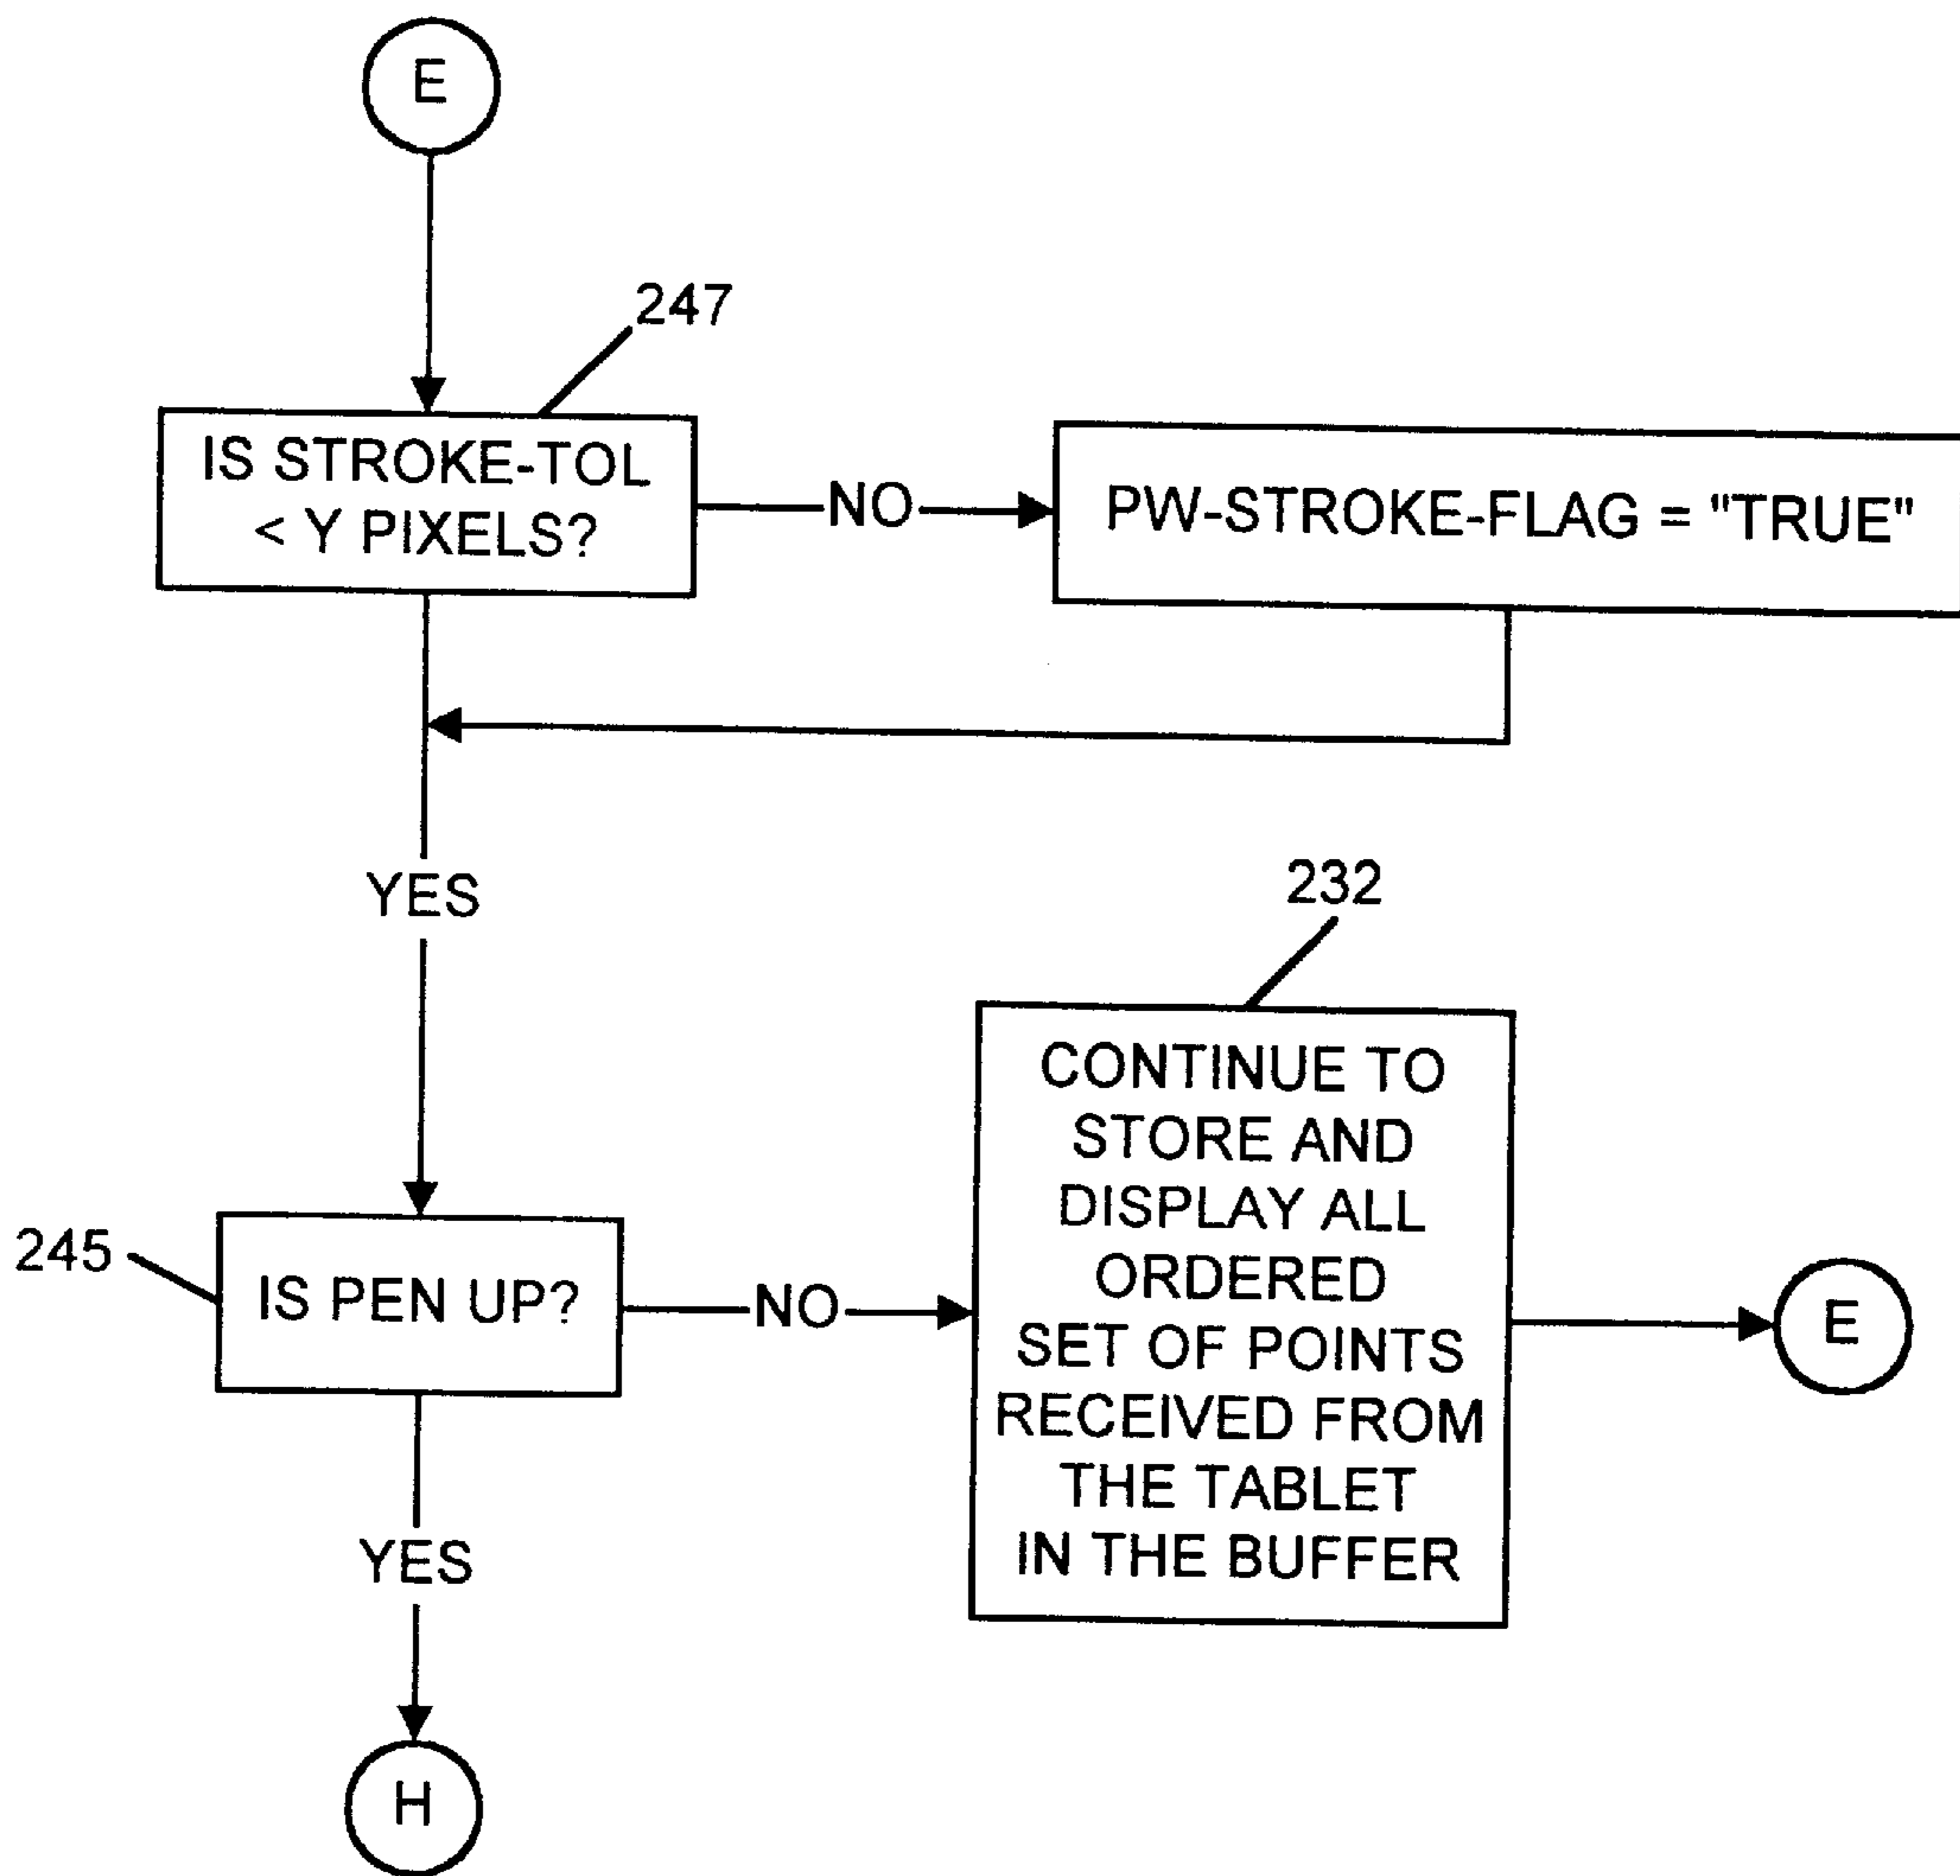 E
247
IS STROKE-TOL
< Y PIXELS?
NO
PW-STROKE-FLAG = "TRUE"
YES
232
245
IS PEN UP?
NO
CONTINUE TO
STORE AND
DISPLAY ALL
ORDERED
SET OF POINTS
RECEIVED FROM
THE TABLET
IN THE BUFFER
E
YES
H